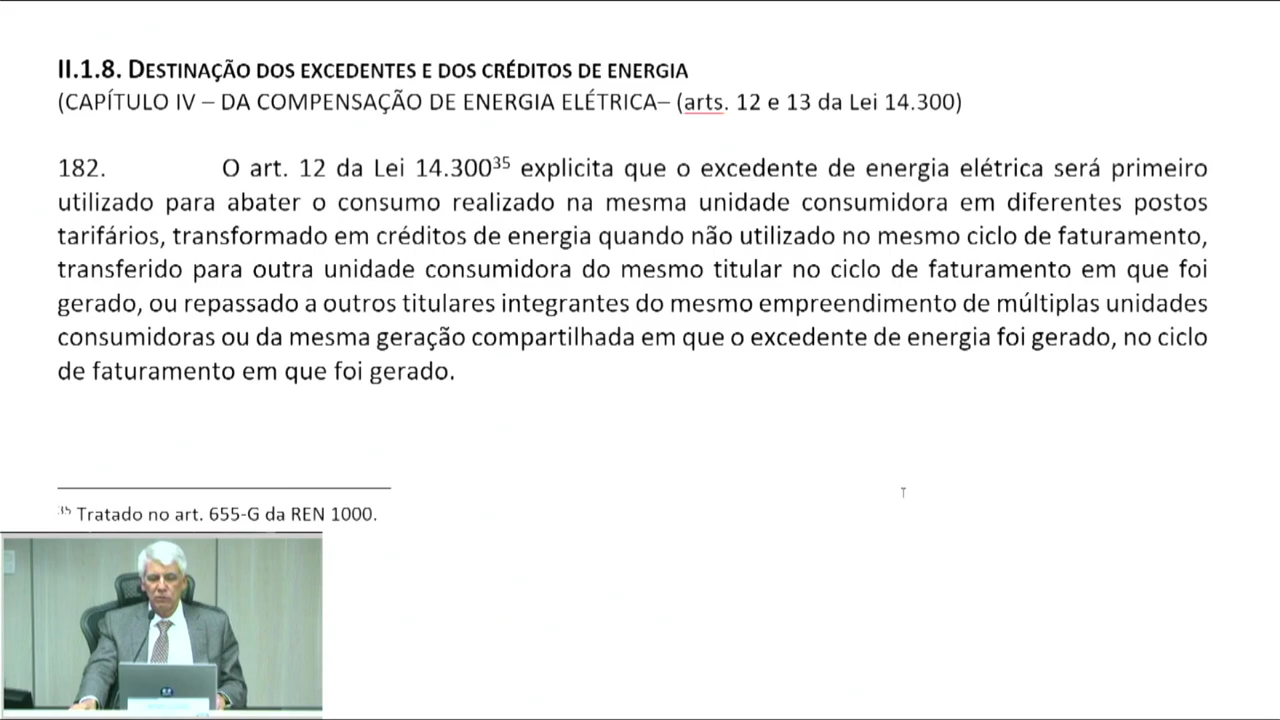 II.1.8. DESTINAÇÃO DOS EXCEDENTES E DOS CRÉDITOS DE ENERGIA
(CAPÍTULO IV – DA COMPENSAÇÃO DE ENERGIA ELÉTRICA– (arts. 12 e 13 da Lei 14.300)
182. O art. 12 da Lei 14.300³⁵ explicita que o excedente de energia elétrica será primeiro
utilizado para abater o consumo realizado na mesma unidade consumidora em diferentes postos
tarifários, transformado em créditos de energia quando não utilizado no mesmo ciclo de faturamento,
transferido para outra unidade consumidora do mesmo titular no ciclo de faturamento em que foi
gerado, ou repassado a outros titulares integrantes do mesmo empreendimento de múltiplas unidades
consumidoras ou da mesma geração compartilhada em que o excedente de energia foi gerado, no ciclo
de faturamento em que foi gerado.
³⁵ Tratado no art. 655-G da REN 1000.